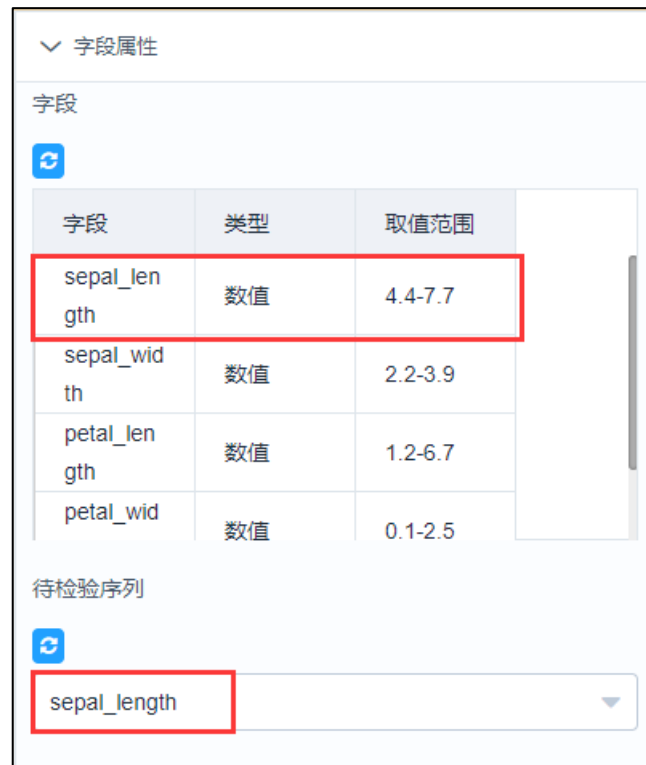 字段属性
字段
字段 类型 取值范围
sepal_len
gth 数值 4.4-7.7
sepal_wid
th 数值 2.2-3.9
petal_len
gth 数值 1.2-6.7
petal_wid
数值 0.1-2.5
待检验序列
sepal_length